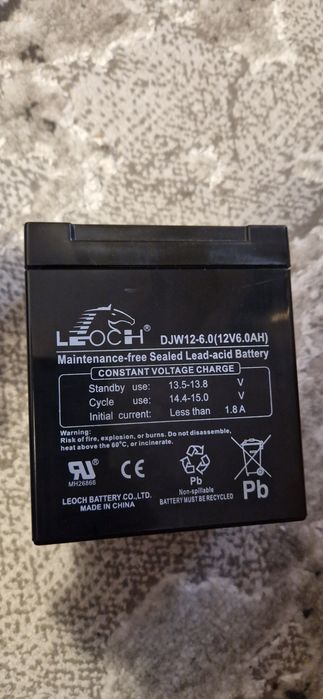 LEOCH® DJW12-6.0(12V6.0AH)
Maintenance-free Sealed Lead-acid Battery
CONSTANT VOLTAGE CHARGE
Standby use: 13.5-13.8 V
Cycle use: 14.4-15.0 V
Initial current: Less than 1.8 A
Warning:
Risk of fire, explosion, or burns. Do not disassemble,
heat above the 60°C, or incinerate.
MH26866
CE
Pb
Non-spillable
BATTERY MUST BE RECYCLED
Pb
LEOCH BATTERY CO.,LTD.
MADE IN CHINA